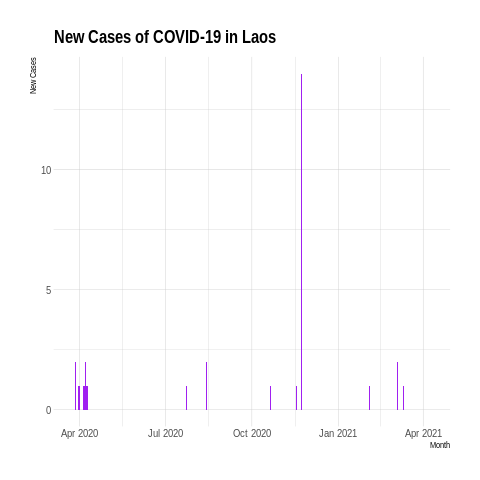 New Cases of COVID-19 in Laos
New Cases
10
5
0
Apr 2020 Jul 2020 Oct 2020 Jan 2021 Apr 2021
Month